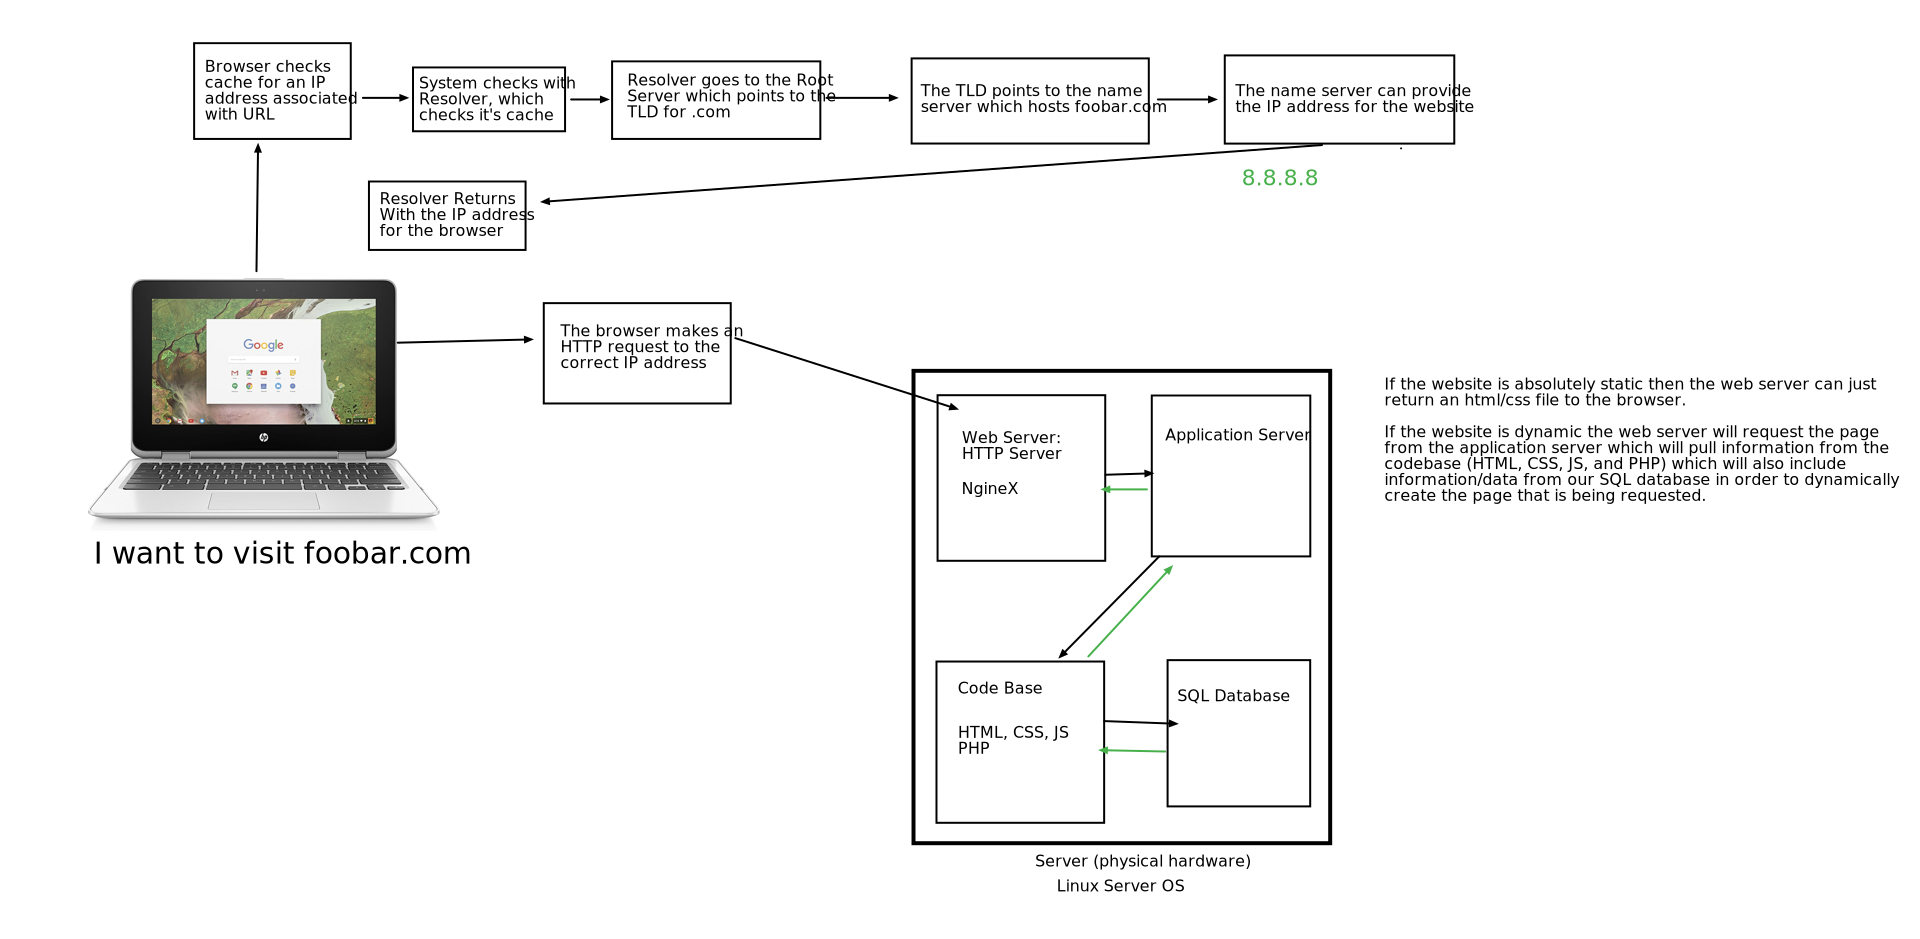 Browser checks
cache for an IP
address associated
with URL
System checks with
Resolver, which
checks it's cache
Resolver goes to the Root
Server which points to the
TLD for .com
The TLD points to the name
server which hosts foobar.com
The name server can provide
the IP address for the website
8.8.8.8
Resolver Returns
With the IP address
for the browser
Google
hp
I want to visit foobar.com
The browser makes an
HTTP request to the
correct IP address
Web Server:
HTTP Server
NgineX
Application Server
Code Base
HTML, CSS, JS
PHP
SQL Database
Server (physical hardware)
Linux Server OS
If the website is absolutely static then the web server can just
return an html/css file to the browser.
If the website is dynamic the web server will request the page
from the application server which will pull information from the
codebase (HTML, CSS, JS, and PHP) which will also include
information/data from our SQL database in order to dynamically
create the page that is being requested.